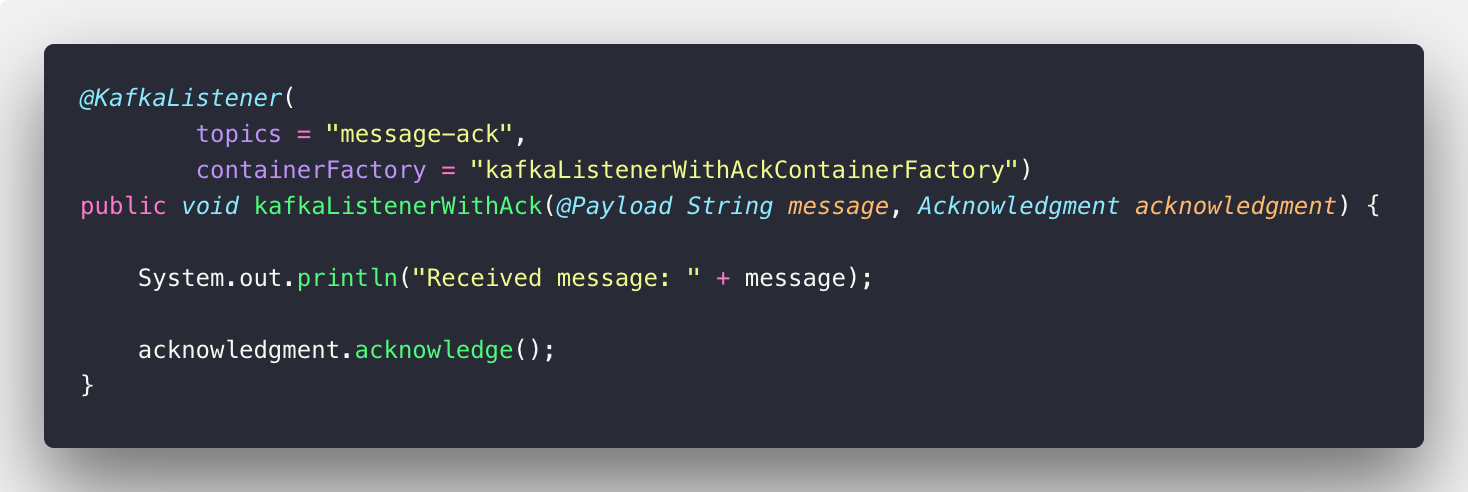 @KafkaListener(
        topics = "message-ack",
        containerFactory = "kafkaListenerWithAckContainerFactory")
public void kafkaListenerWithAck(@Payload String message, Acknowledgment acknowledgment) {
    System.out.println("Received message: " + message);
    acknowledgment.acknowledge();
}